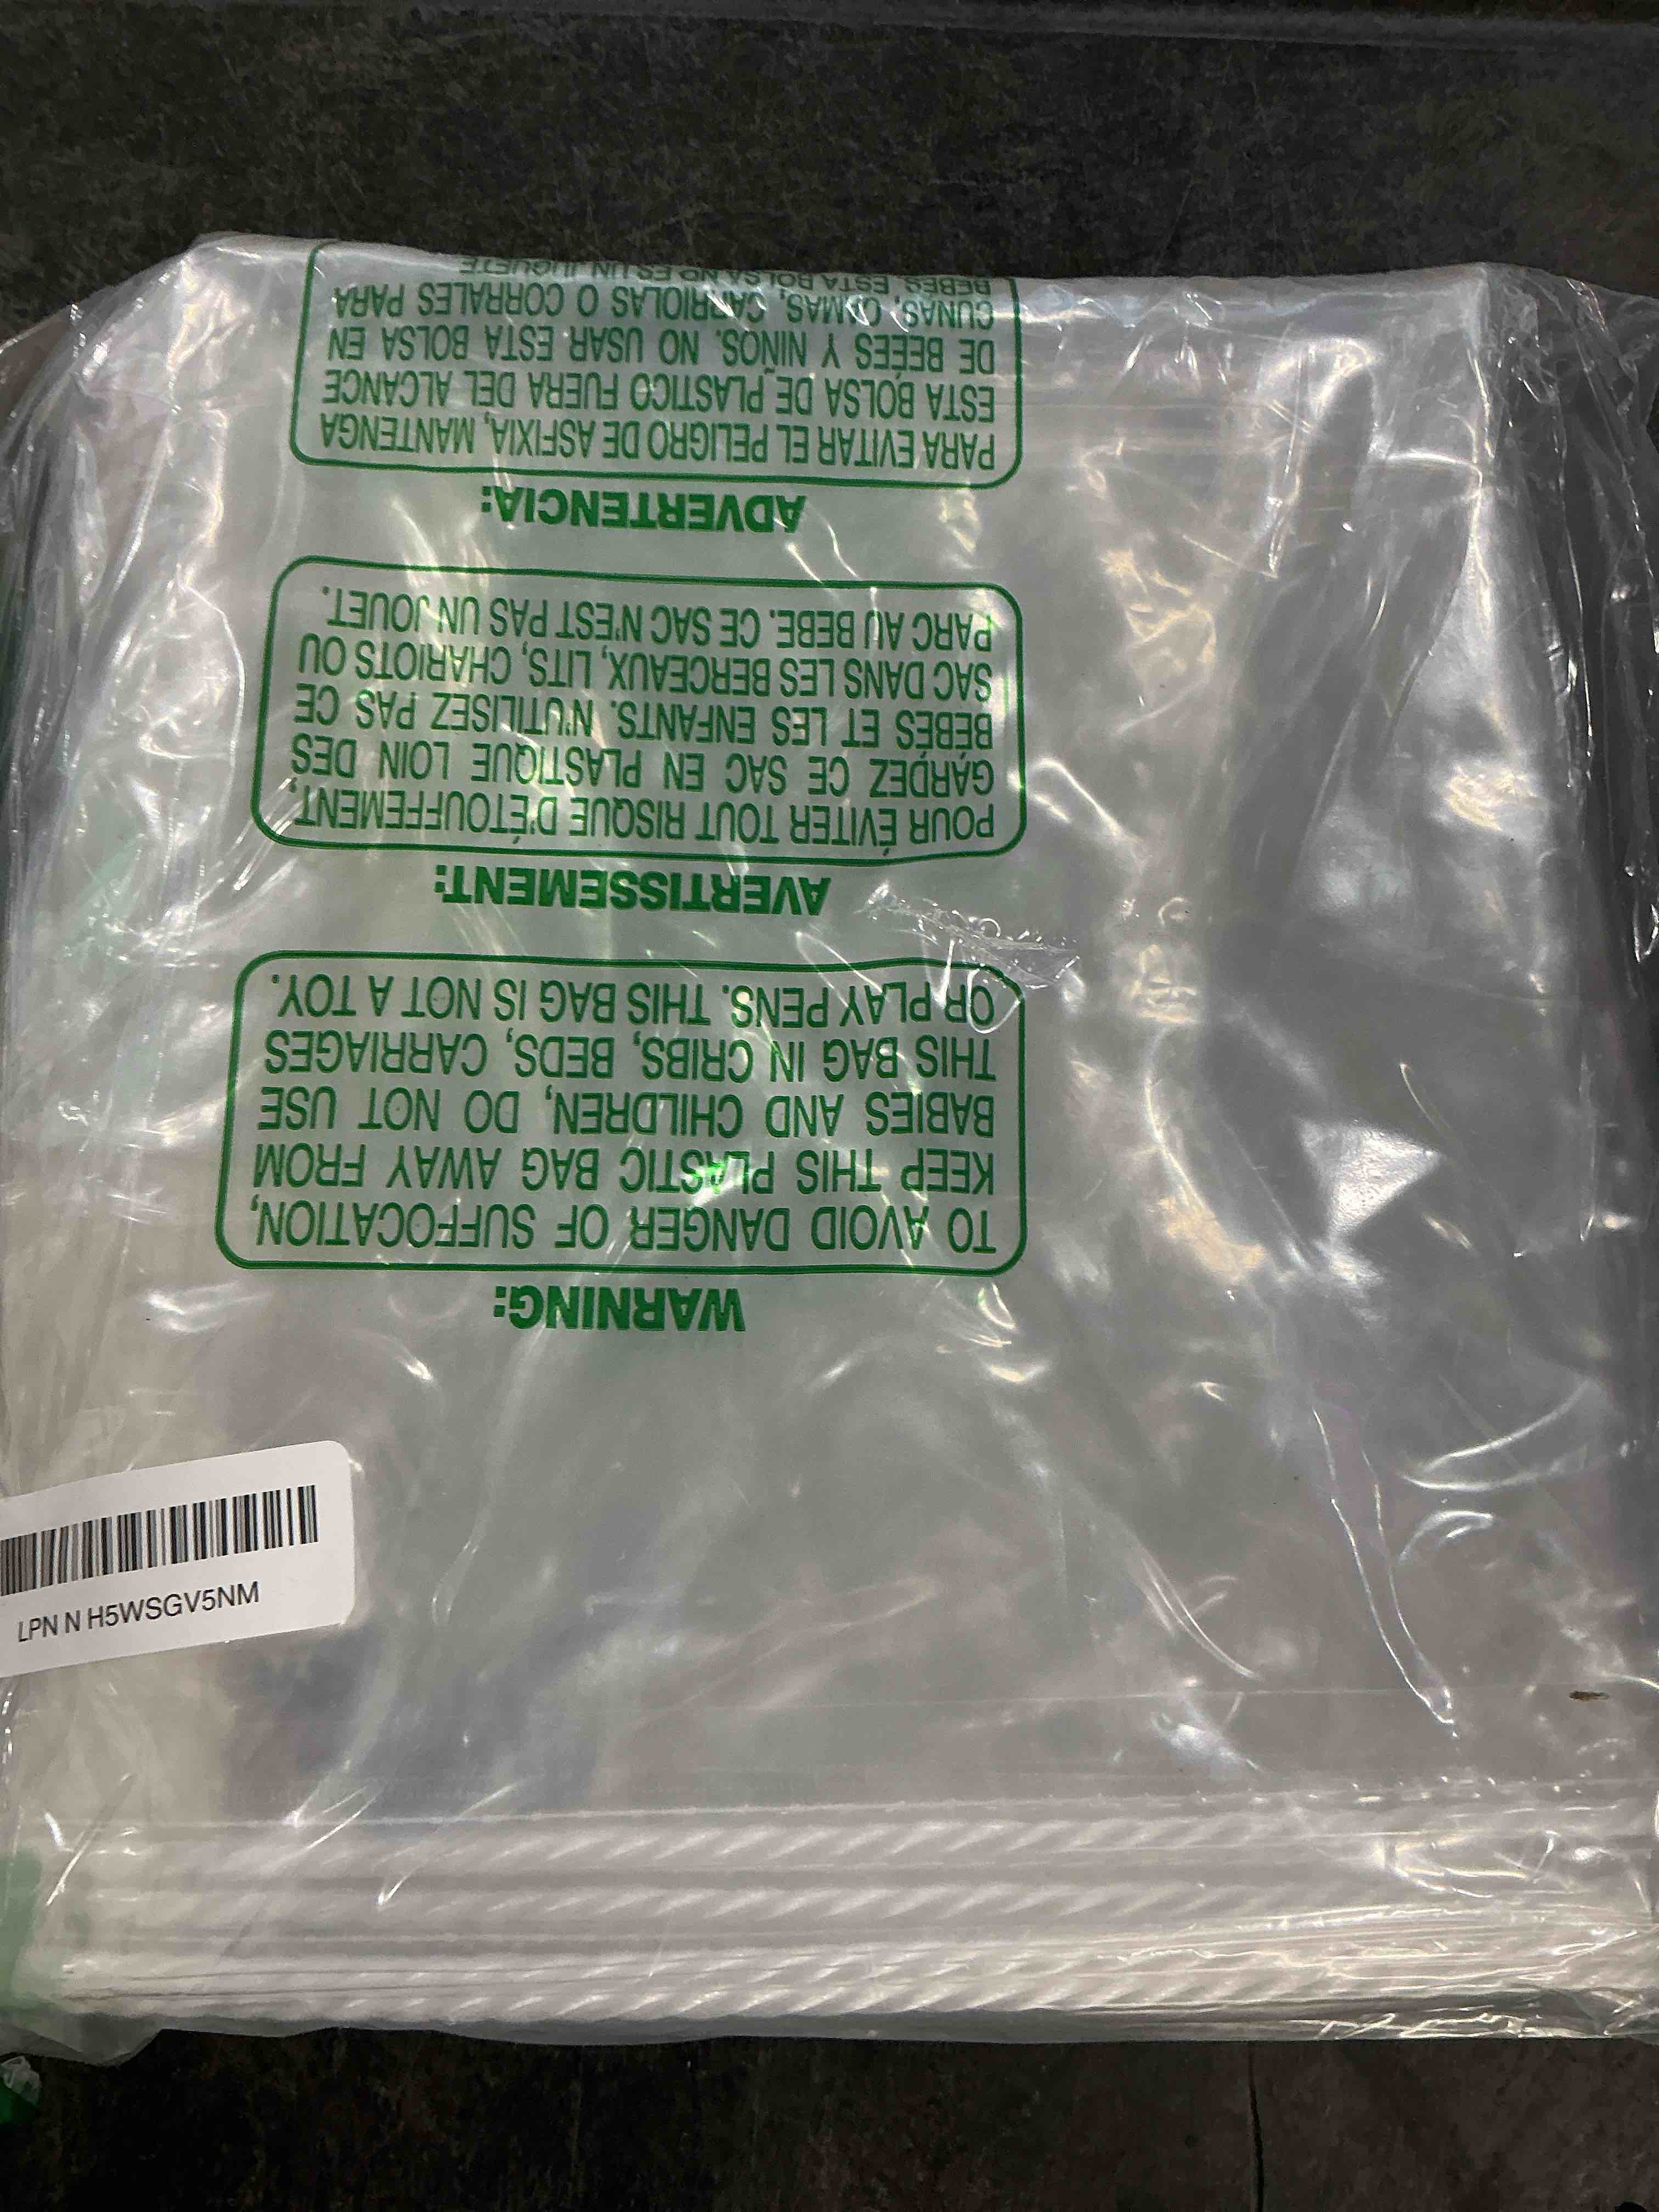 WARNING:
TO AVOID DANGER OF SUFFOCATION,
KEEP THIS PLASTIC BAG AWAY FROM
BABIES AND CHILDREN, DO NOT USE
THIS BAG IN CRIBS, BEDS, CARRIAGES
OR PLAY PENS. THIS BAG IS NOT A TOY.
AVERTISSEMENT:
POUR ÉVITER TOUT RISQUE D'ÉTOUFFEMENT,
GARDEZ CE SAC EN PLASTIQUE LOIN DES
BÉBÉS ET LES ENFANTS. N'UTILISEZ PAS CE
SAC DANS LES BERCEAUX, LITS, CHARIOTS OU
PARC AU BEBE. CE SAC N'EST PAS UN JOUET.
ADVERTENCIA:
PARA EVITAR EL PELIGRO DE ASFIXIA, MANTENGA
ESTA BOLSA DE PLASTICO FUERA DEL ALCANCE
DE BEBÉS Y NIÑOS. NO USAR ESTA BOLSA EN
CUNAS, CAMAS, CARRIOLAS O CORRALES PARA
BEBES. ESTA BOLSA NO ES UN JUGUETE
LPN N H5WSGV5NM